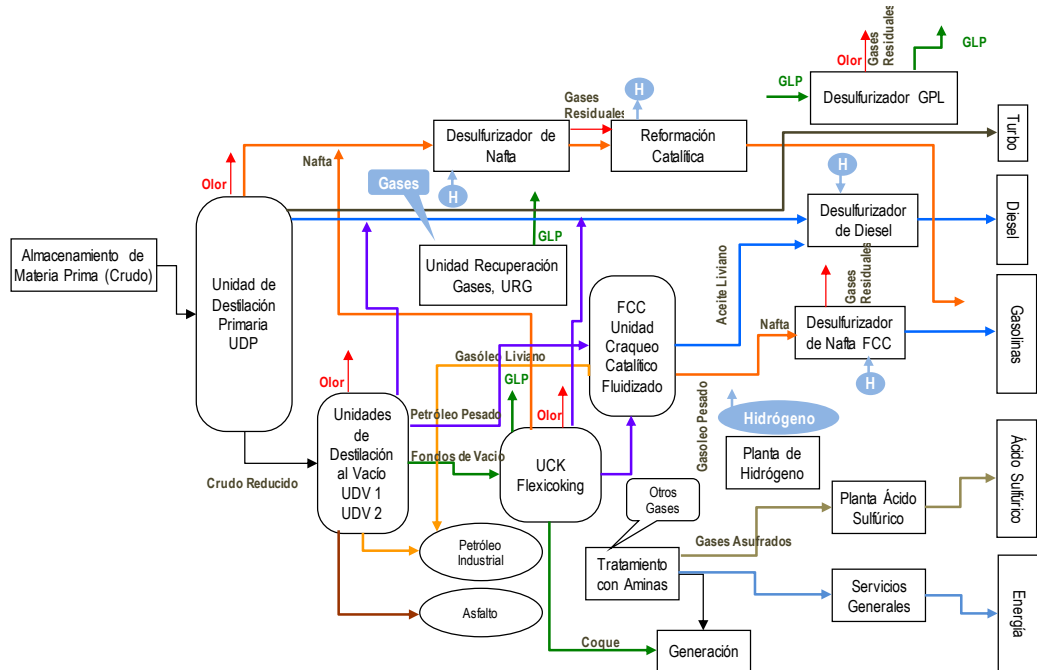 Olor
Gases
Residuales
GLP
GLP
Desulfurizador GPL
H
Gases
Residuales
Turbo
Nafta
Desulfurizador de
Nafta
Reformación
Catalítica
Olor
Gases
H
H
Diesel
Almacenamiento de
Materia Prima (Crudo)
Unidad de
Destilación
Primaria
UDP
GLP
Unidad Recuperación
Gases, URG
Desulfurizador
de Diesel
Aceite Liviano
Gases
Residuales
FCC
Unidad
Craqueo
Catalítico
Fluidizado
Nafta
Desulfurizador
de Nafta FCC
Gasolinas
H
Gasóleo Liviano
Olor
GLP
Olor
Petróleo Pesado
Gasoleo Pesado
Hidrógeno
Planta de
Hidrógeno
Unidades
de
Destilación
al Vacío
UDV 1
UDV 2
Fondos de Vacio
UCK
Flexicoking
Crudo Reducido
Ácido Sulfúrico
Otros
Gases
Planta Ácido
Sulfúrico
Gases Asufrados
Petróleo
Industrial
Tratamiento
con Aminas
Servicios
Generales
Energía
Asfalto
Coque
Generación